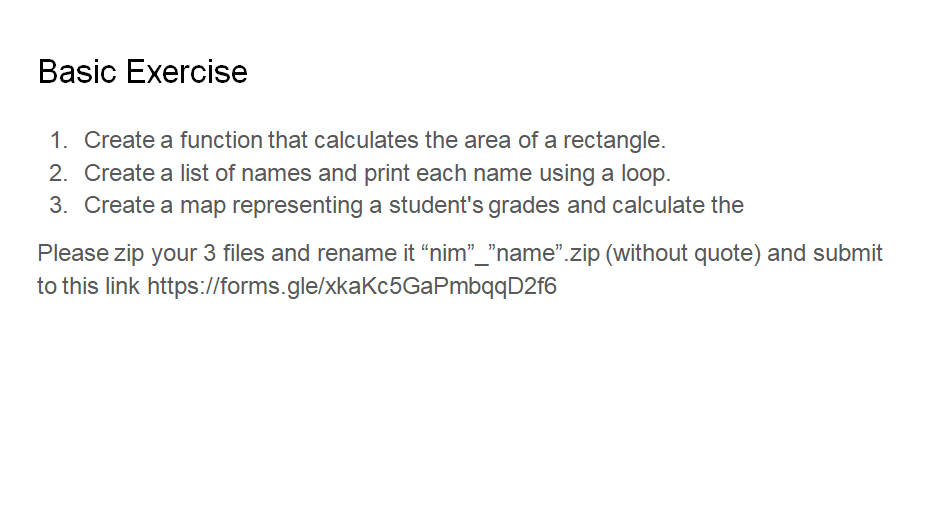 Basic Exercise
1. Create a function that calculates the area of a rectangle.
2. Create a list of names and print each name using a loop.
3. Create a map representing a student's grades and calculate the
Please zip your 3 files and rename it “nim”_”name”.zip (without quote) and submit
to this link https://forms.gle/xkaKc5GaPmbqqD2f6